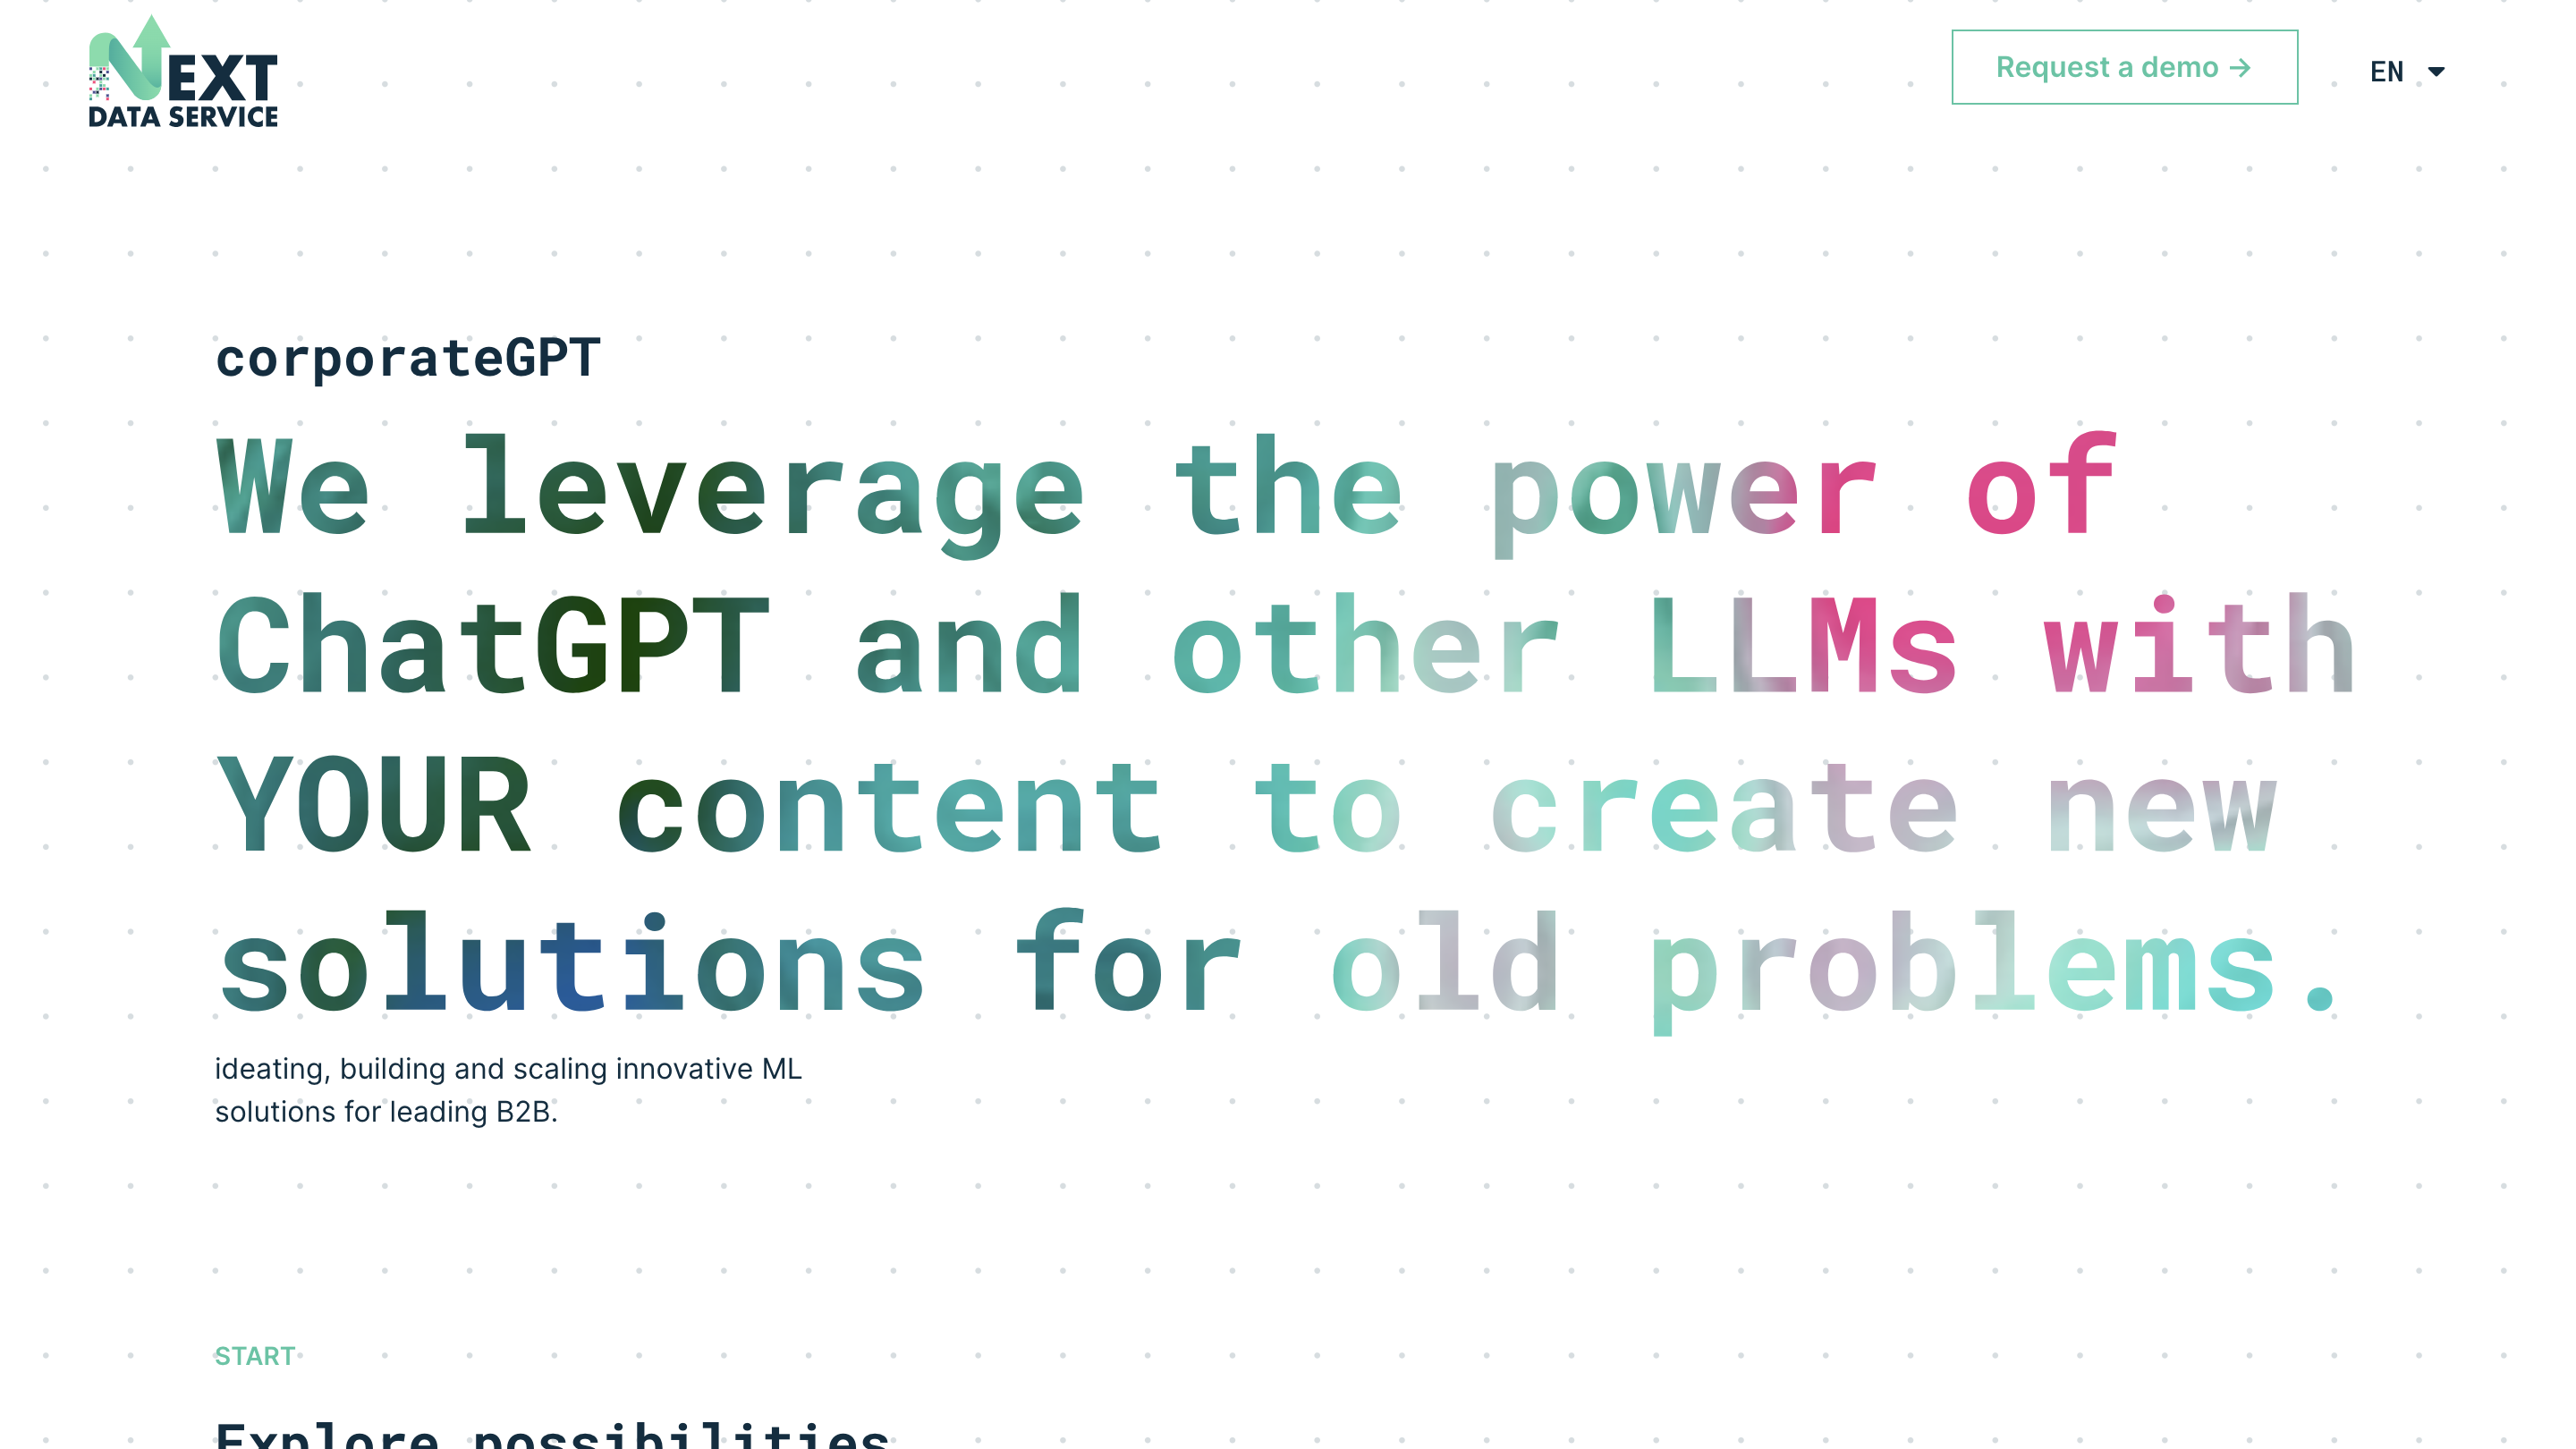 NEXT
DATA SERVICE
Request a demo →
EN
corporateGPT
We leverage the power of
ChatGPT and other LLMs with
YOUR content to create new
solutions for old problems.
ideating, building and scaling innovative ML
solutions for leading B2B.
START
Explore possibilities